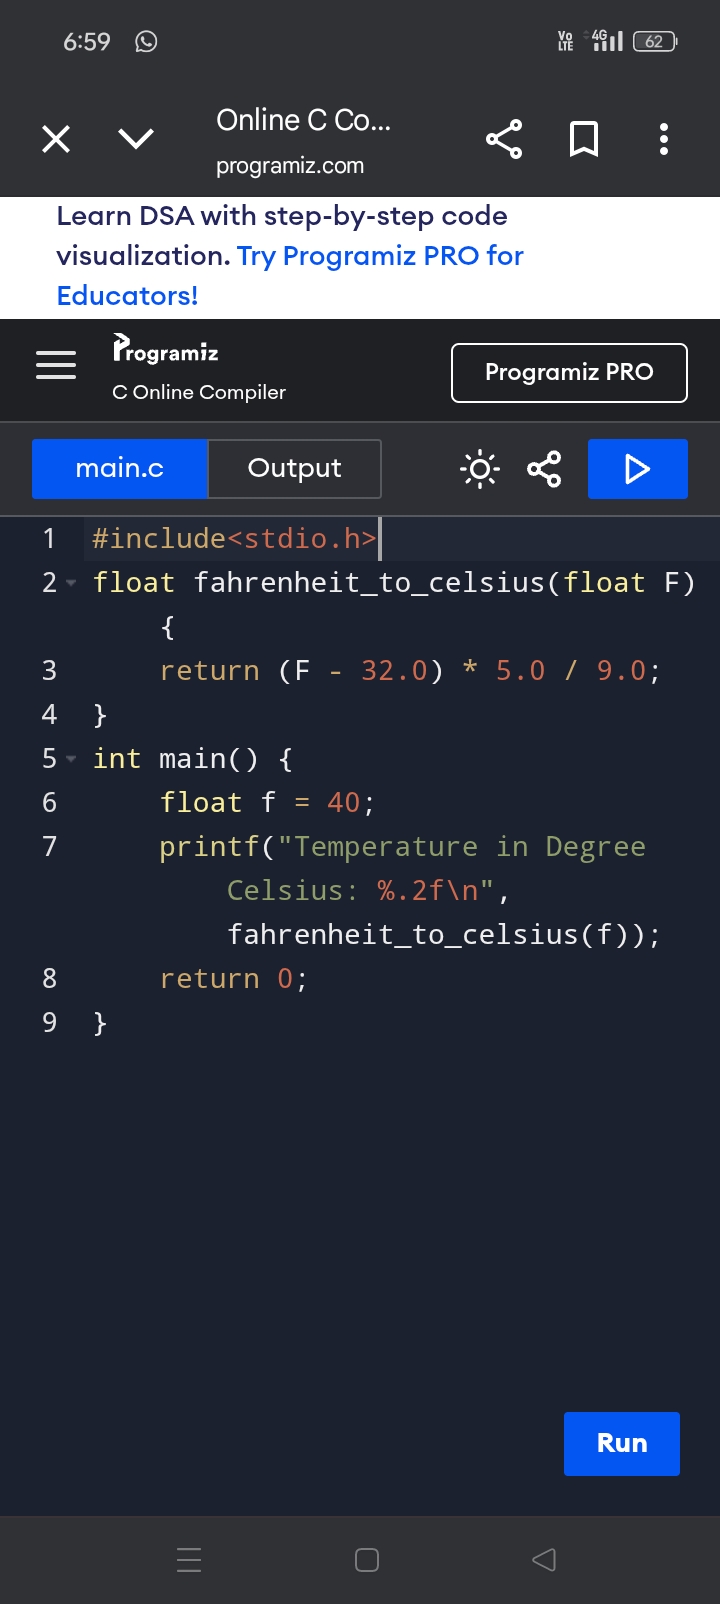 6:59 Vo LTE 4G 62
Online C Co...
programiz.com
Learn DSA with step-by-step code
visualization. Try Programiz PRO for
Educators!
Programiz
C Online Compiler
Programiz PRO
main.c Output
1 #include<stdio.h>
2 float fahrenheit_to_celsius(float F)
{
3 return (F - 32.0) * 5.0 / 9.0;
4 }
5 int main() {
6 float f = 40;
7 printf("Temperature in Degree
Celsius: %.2f\n",
fahrenheit_to_celsius(f));
8 return 0;
9 }
Run